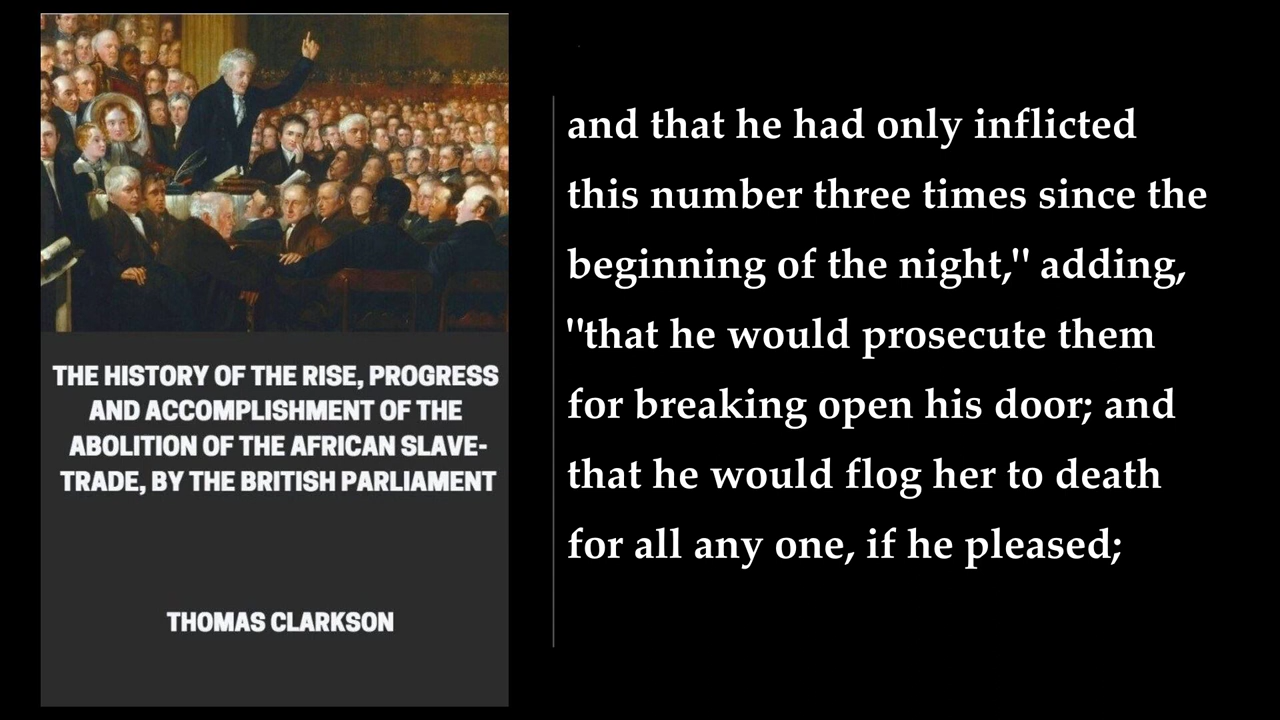 THE HISTORY OF THE RISE, PROGRESS
AND ACCOMPLISHMENT OF THE
ABOLITION OF THE AFRICAN SLAVE-
TRADE, BY THE BRITISH PARLIAMENT
THOMAS CLARKSON
and that he had only inflicted
this number three times since the
beginning of the night," adding,
"that he would prosecute them
for breaking open his door; and
that he would flog her to death
for all any one, if he pleased;